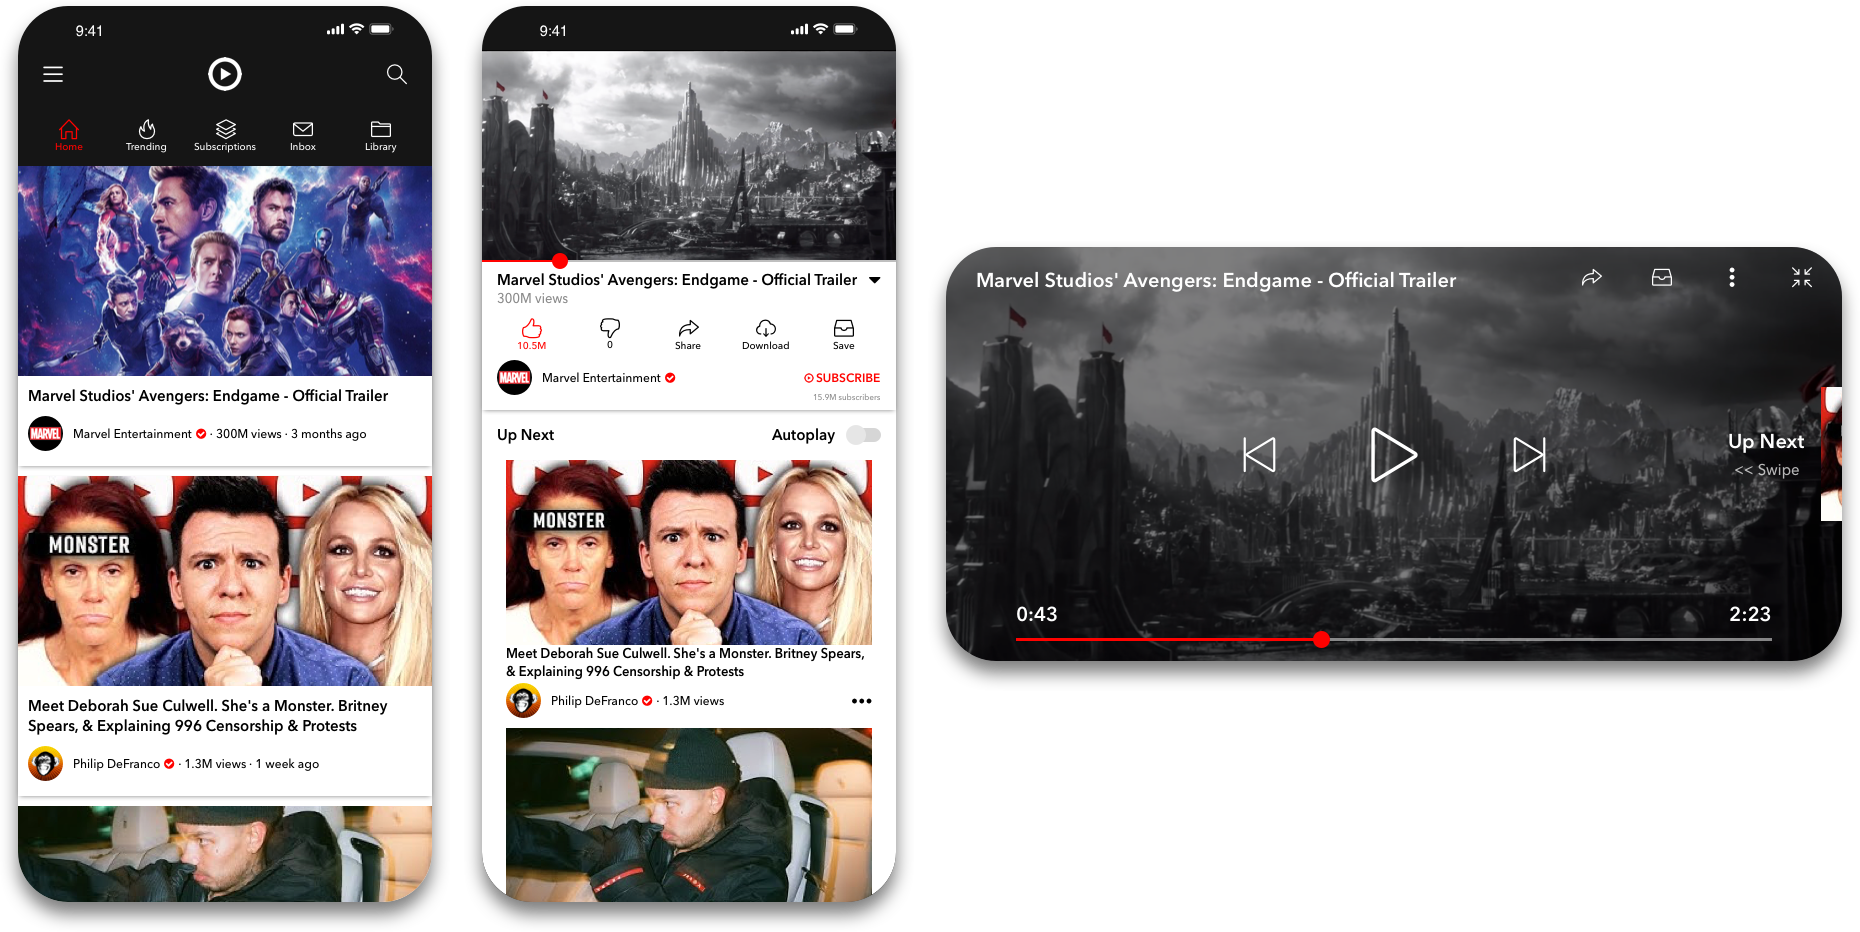 9:41
Home
Trending
Subscriptions
Inbox
Library
Marvel Studios' Avengers: Endgame - Official Trailer
MARVEL
Marvel Entertainment · 300M views · 3 months ago
MONSTER
Meet Deborah Sue Culwell. She's a Monster. Britney
Spears, & Explaining 996 Censorship & Protests
Philip DeFranco · 1.3M views · 1 week ago
9:41
Marvel Studios' Avengers: Endgame - Official Trailer
300M views
10.5M
0
Share
Download
Save
MARVEL
Marvel Entertainment
SUBSCRIBE
15.9M subscribers
Up Next
Autoplay
MONSTER
Meet Deborah Sue Culwell. She's a Monster. Britney Spears,
& Explaining 996 Censorship & Protests
Philip DeFranco · 1.3M views
Marvel Studios' Avengers: Endgame - Official Trailer
Up Next
<< Swipe
0:43
2:23